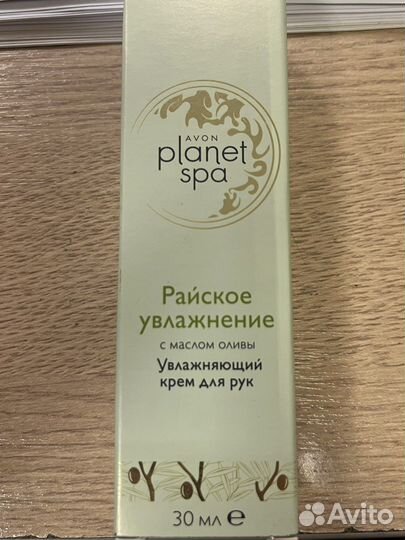 AVON
planet
spa
Райское
увлажнение
с маслом оливы
Увлажняющий
крем для рук
30 мл ℮
Avito